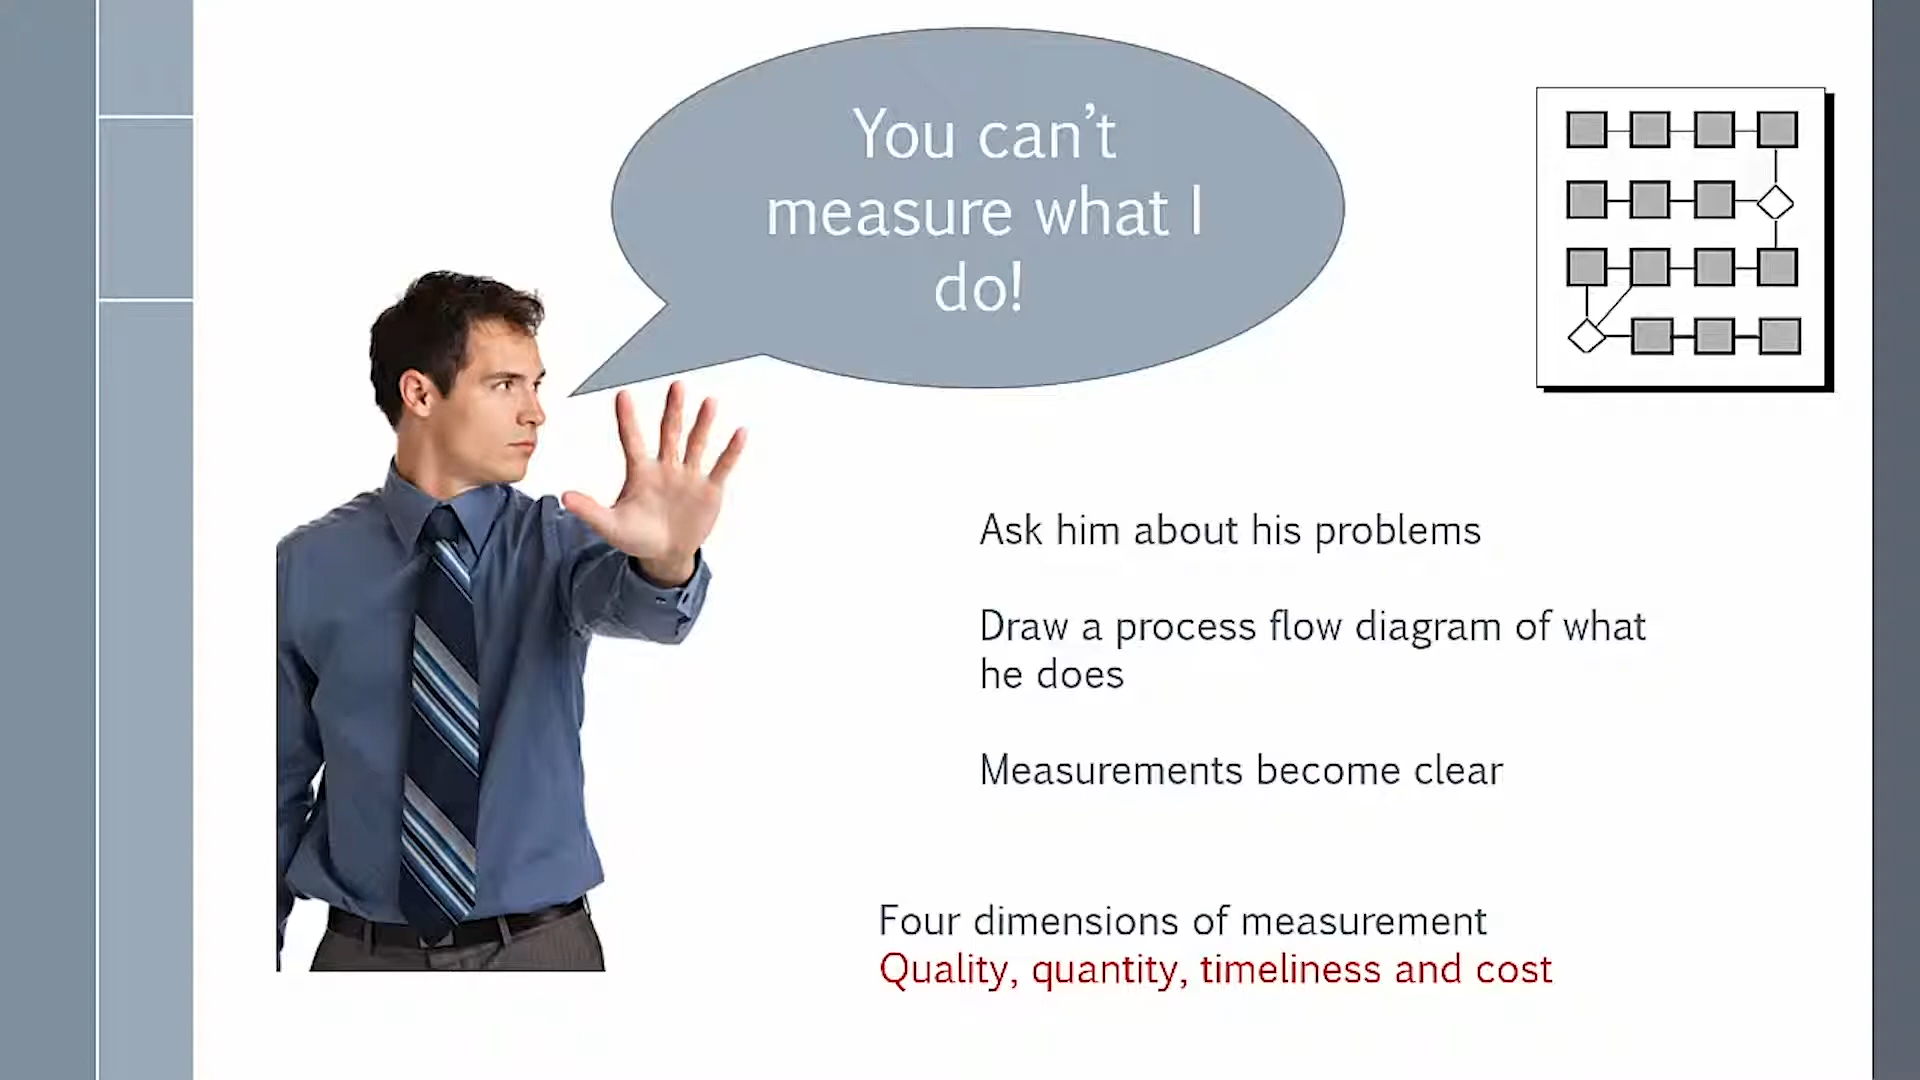 You can’t
measure what I
do!
Ask him about his problems
Draw a process flow diagram of what
he does
Measurements become clear
Four dimensions of measurement
Quality, quantity, timeliness and cost